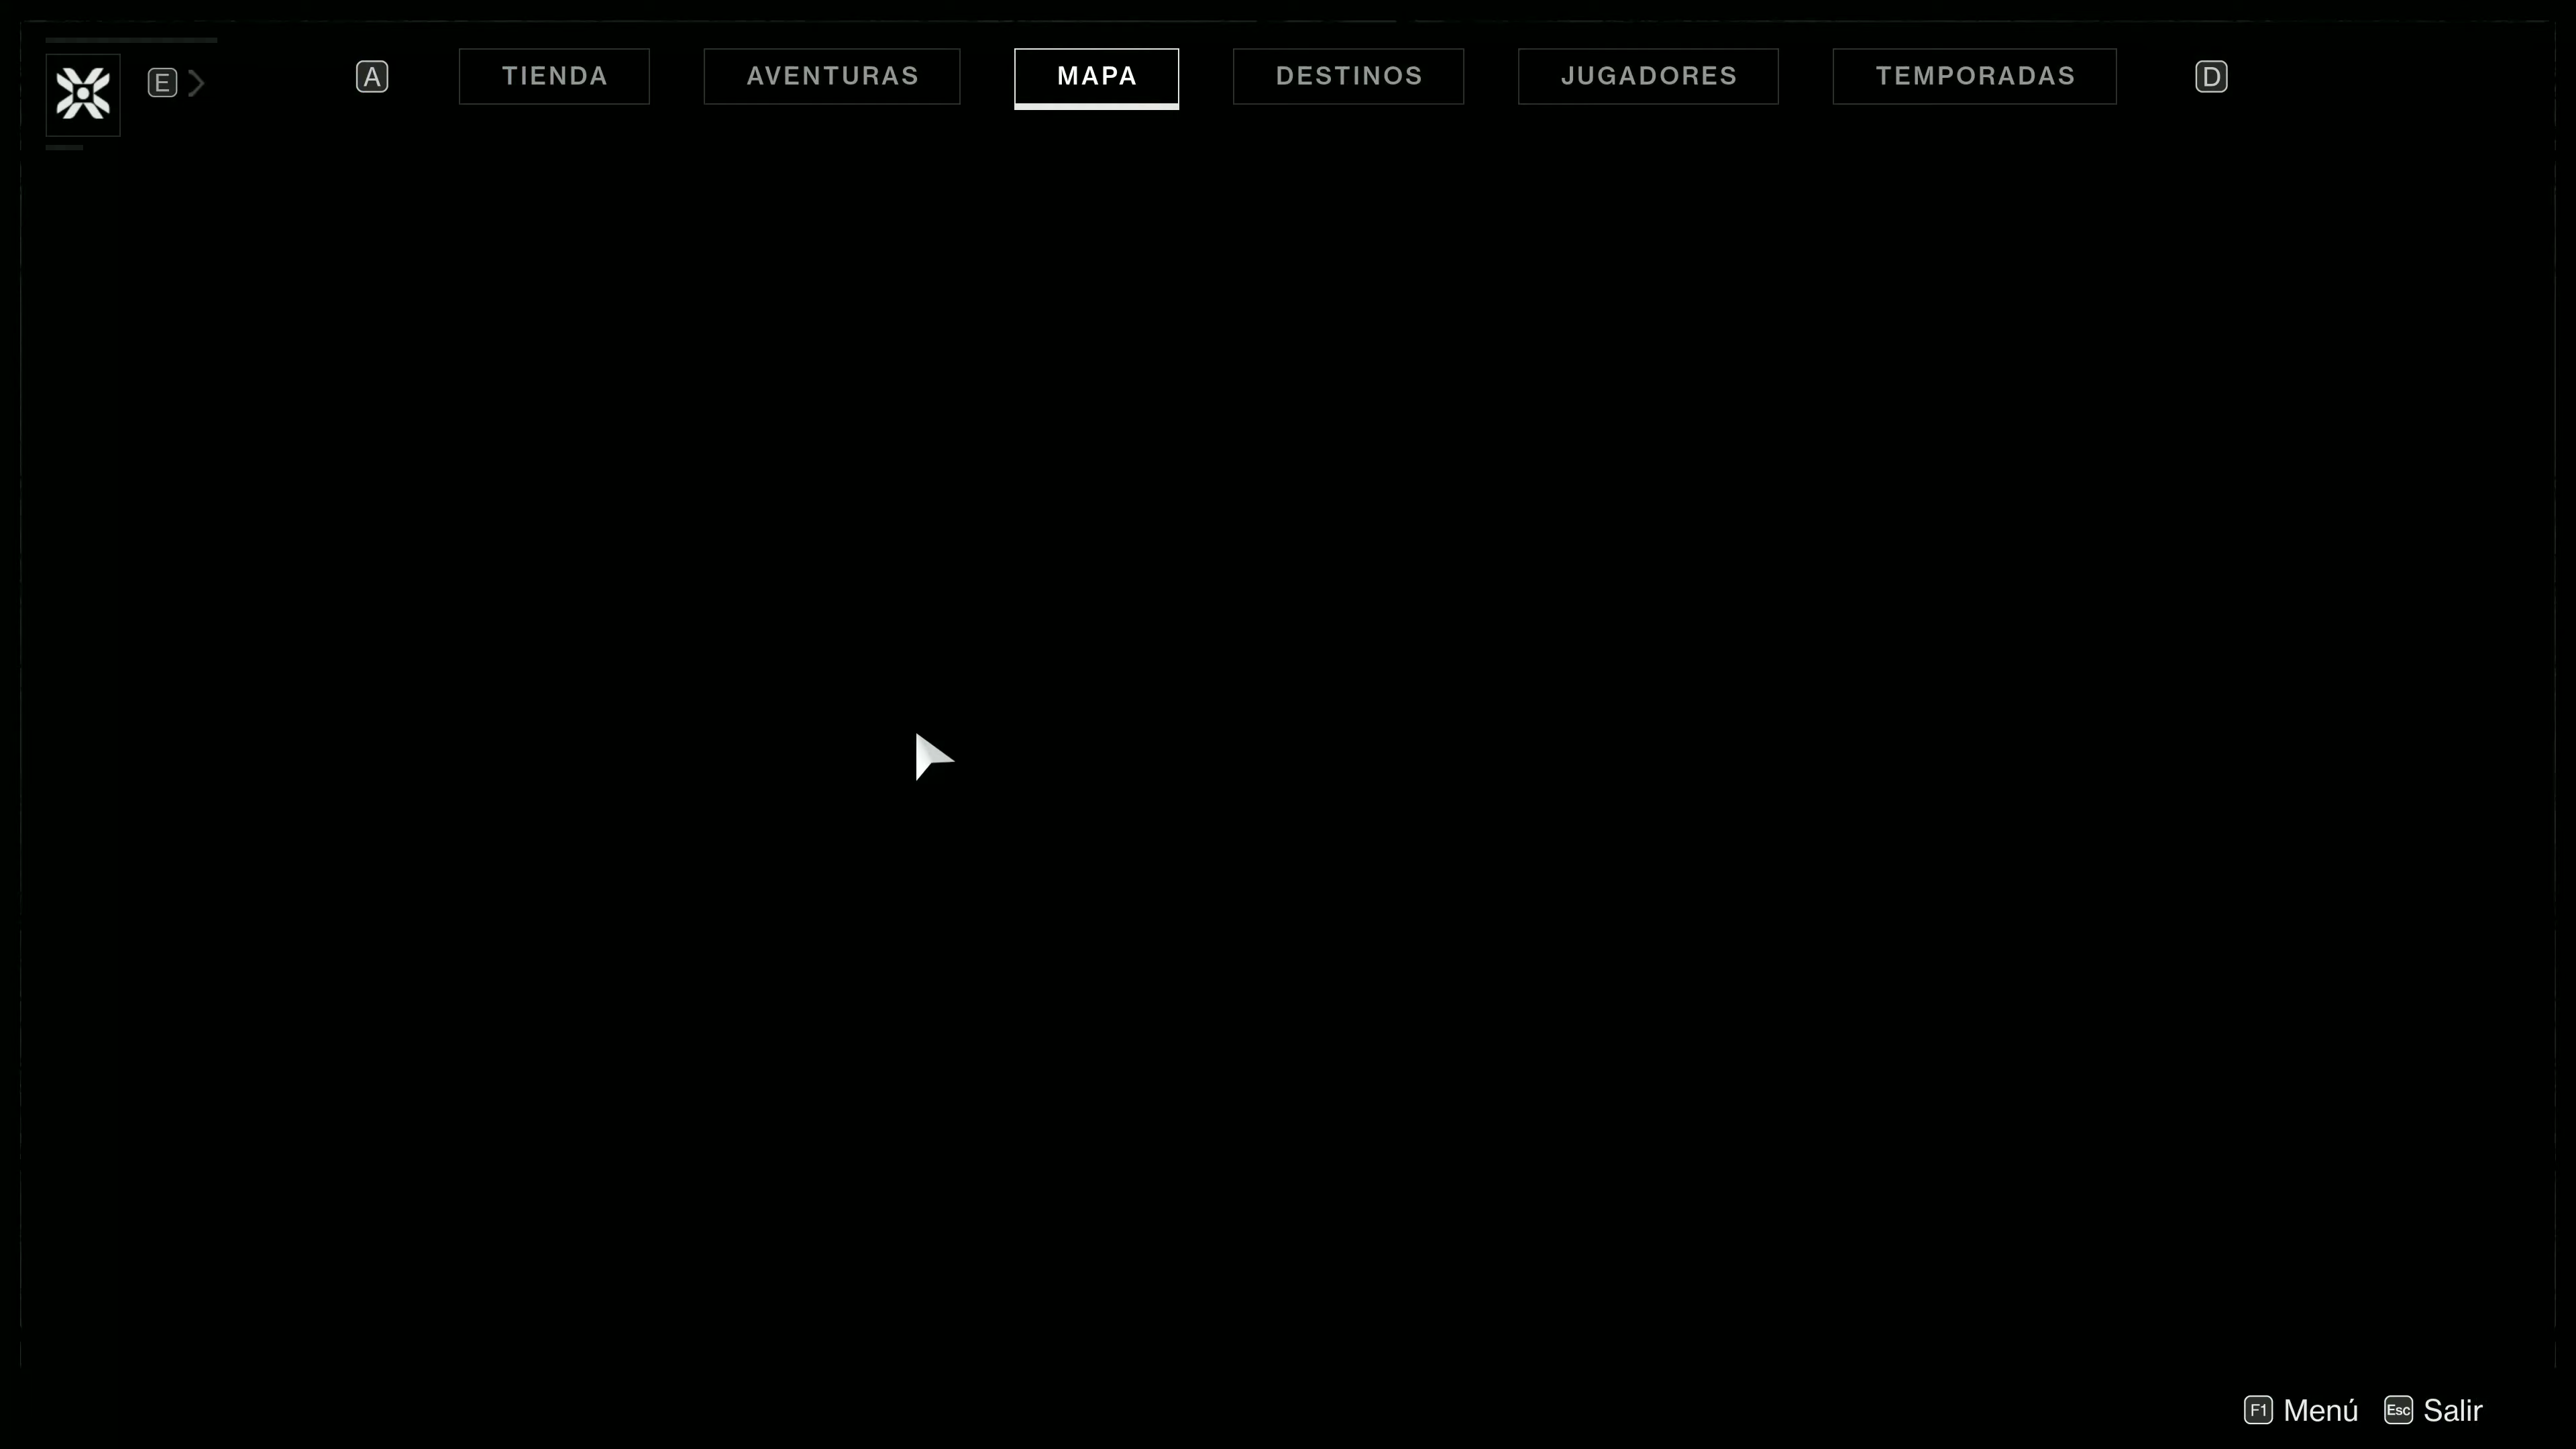 E A TIENDA AVENTURAS MAPA DESTINOS JUGADORES TEMPORADAS D
F1 Menú Esc Salir